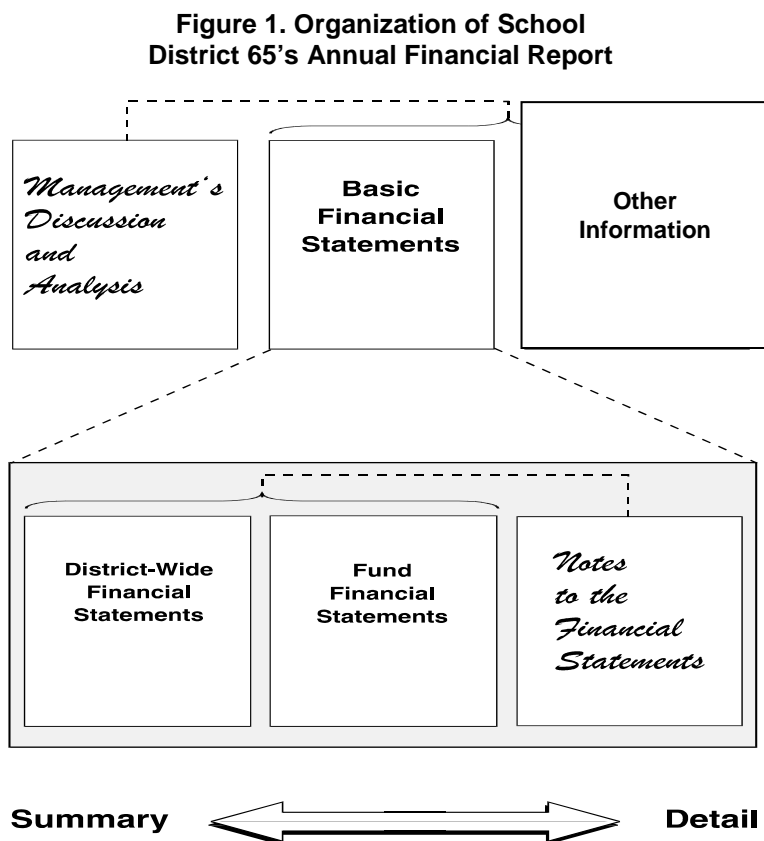 Figure 1. Organization of School
District 65's Annual Financial Report
Management's
Discussion
and
Analysis
Basic
Financial
Statements
Other
Information
District-Wide
Financial
Statements
Fund
Financial
Statements
Notes
to the
Financial
Statements
Summary
Detail